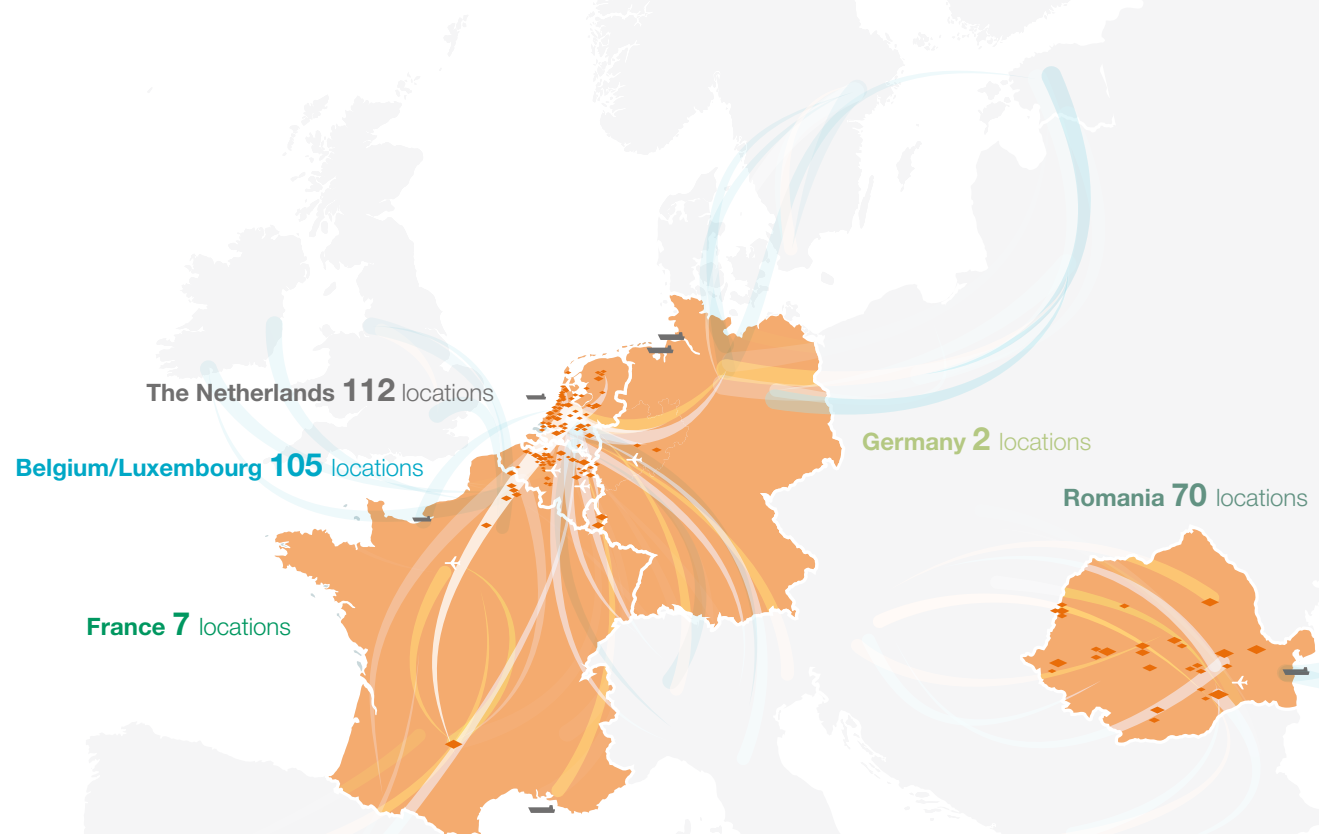 The Netherlands 112 locations
Belgium/Luxembourg 105 locations
Germany 2 locations
Romania 70 locations
France 7 locations